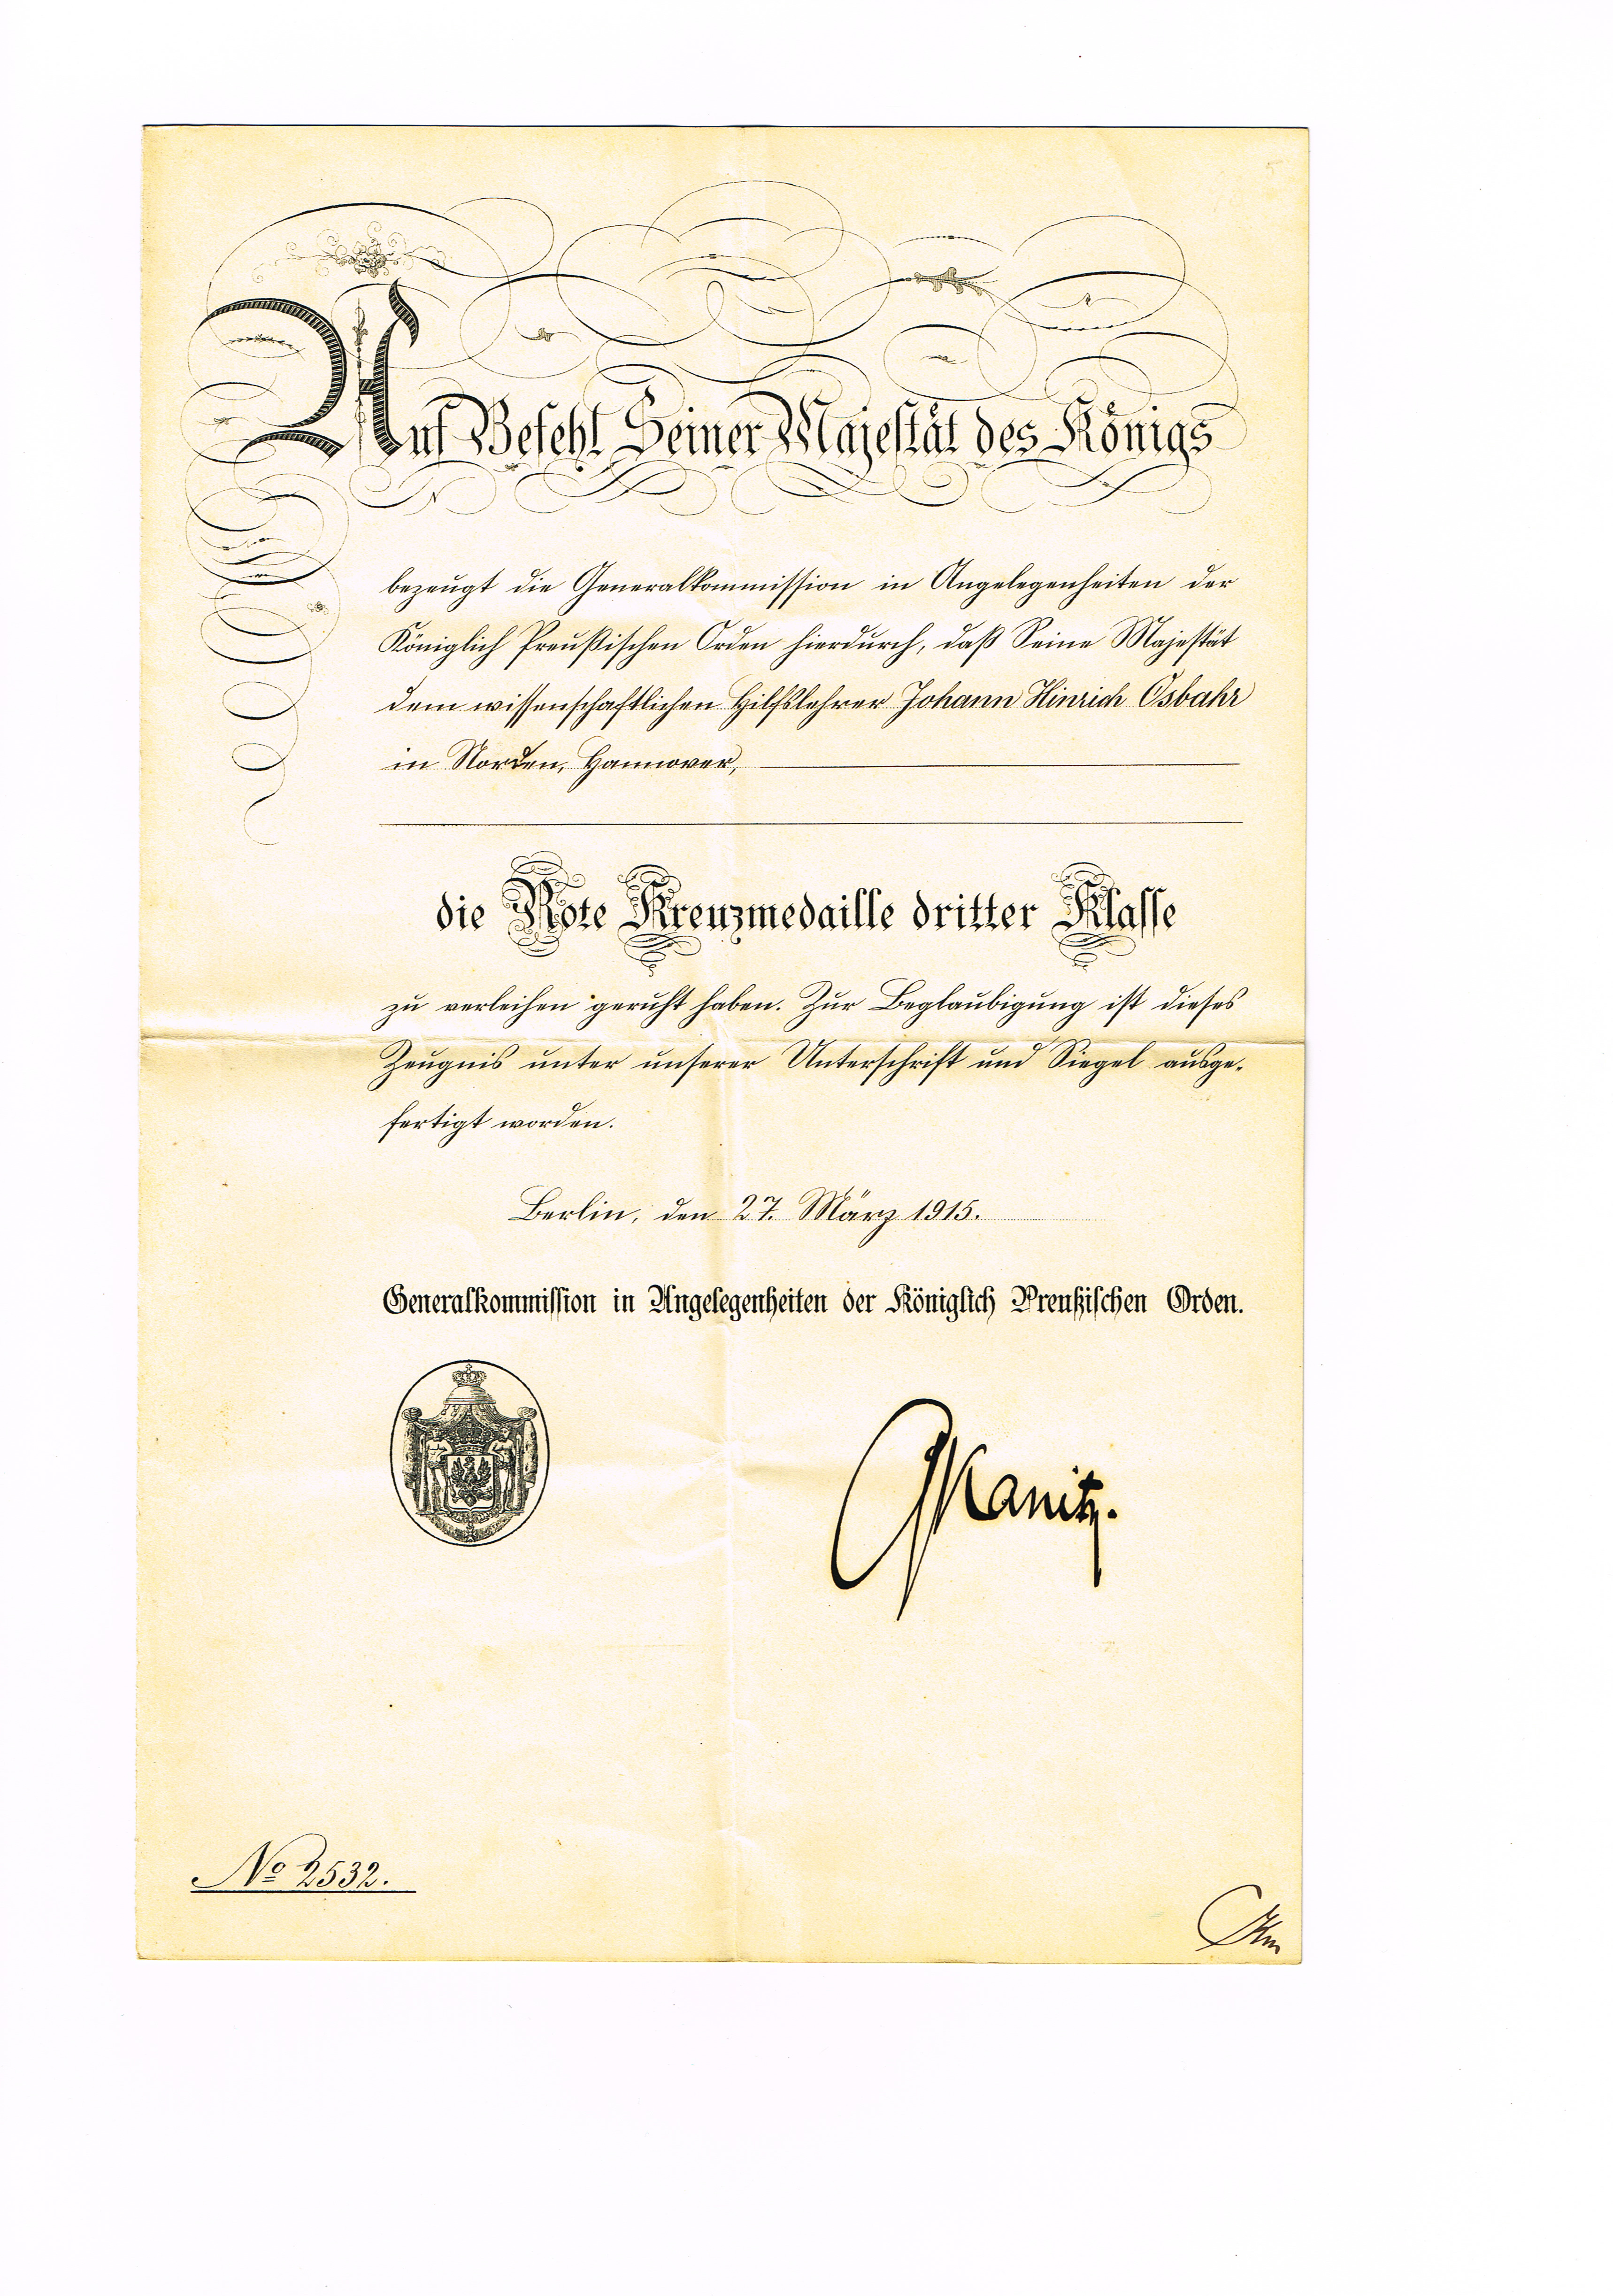 Auf Befehl Seiner Majestät des Königs
bezeugt die Generalkommission in Angelegenheiten der
Königlich Preußischen Orden hierdurch, daß Seine Majestät
dem wissenschaftlichen Hilfslehrer Johann Hinrich Osbahr
in Norden, Hannover,
die Rote Kreuzmedaille dritter Klasse
zu verleihen geruht haben. Zur Beglaubigung ist dieses
Zeugnis unter unserer Unterschrift und Siegel ausge-
fertigt worden.
Berlin, den 27. März 1915.
Generalkommission in Angelegenheiten der Königlich Preußischen Orden.
Kanitz.
No 2532.